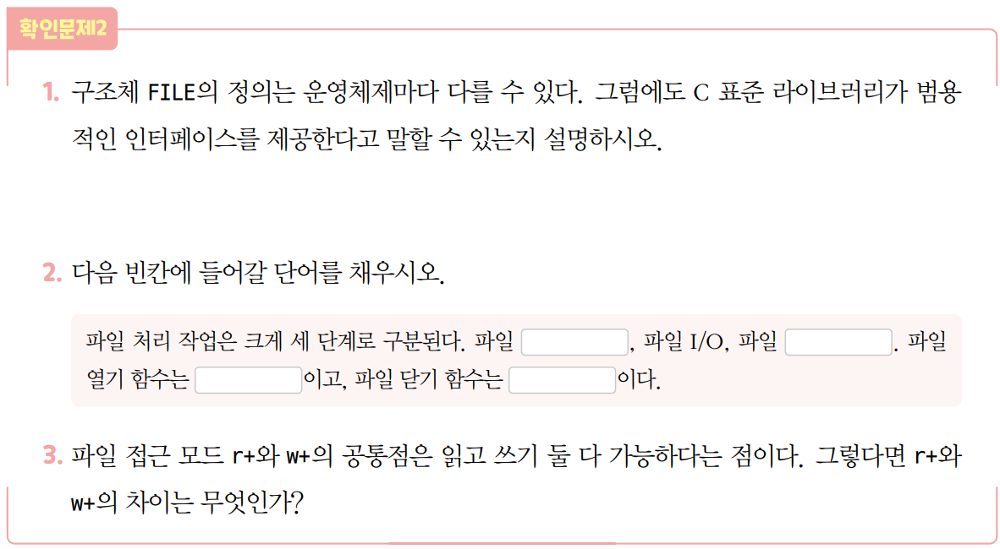 확인문제2
1. 구조체 FILE의 정의는 운영체제마다 다를 수 있다. 그럼에도 C 표준 라이브러리가 범용
적인 인터페이스를 제공한다고 말할 수 있는지 설명하시오.
2. 다음 빈칸에 들어갈 단어를 채우시오.
파일 처리 작업은 크게 세 단계로 구분된다. 파일 , 파일 I/O, 파일 . 파일
열기 함수는 이고, 파일 닫기 함수는 이다.
3. 파일 접근 모드 r+와 w+의 공통점은 읽고 쓰기 둘 다 가능하다는 점이다. 그렇다면 r+와
w+의 차이는 무엇인가?